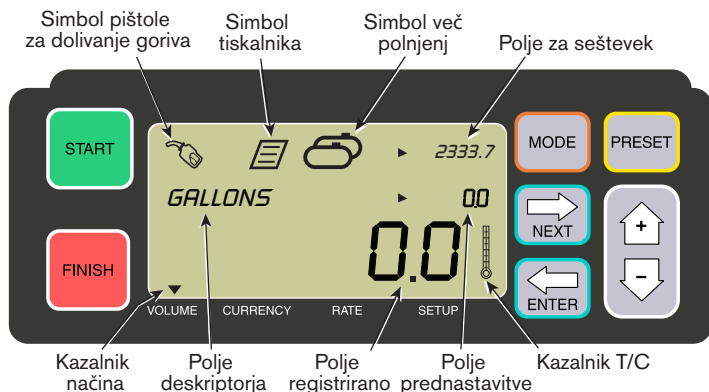 Simbol pištole
za dolivanje goriva
Simbol
tiskalnika
Simbol več
polnjenj
Polje za seštevek
START
2333.7
MODE
PRESET
GALLONS
0.0
NEXT
+
FINISH
0.0
ENTER
−
VOLUME CURRENCY RATE SETUP
Kazalnik
načina
Polje
deskriptorja
Polje
registrirano
Polje
prednastavitve
Kazalnik T/C